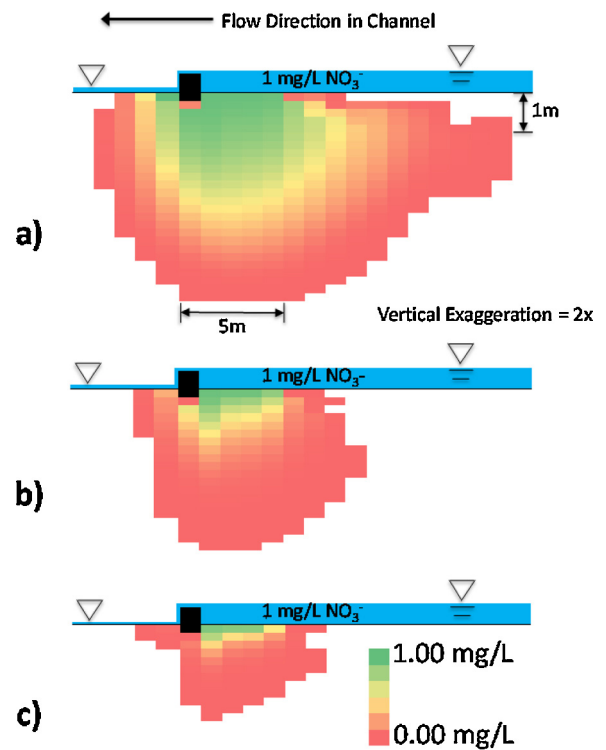 Flow Direction in Channel
1 mg/L NO₃⁻
1m
a)
5m
Vertical Exaggeration = 2x
1 mg/L NO₃-
b)
1 mg/L NO₃⁻
1.00 mg/L
c)
0.00 mg/L